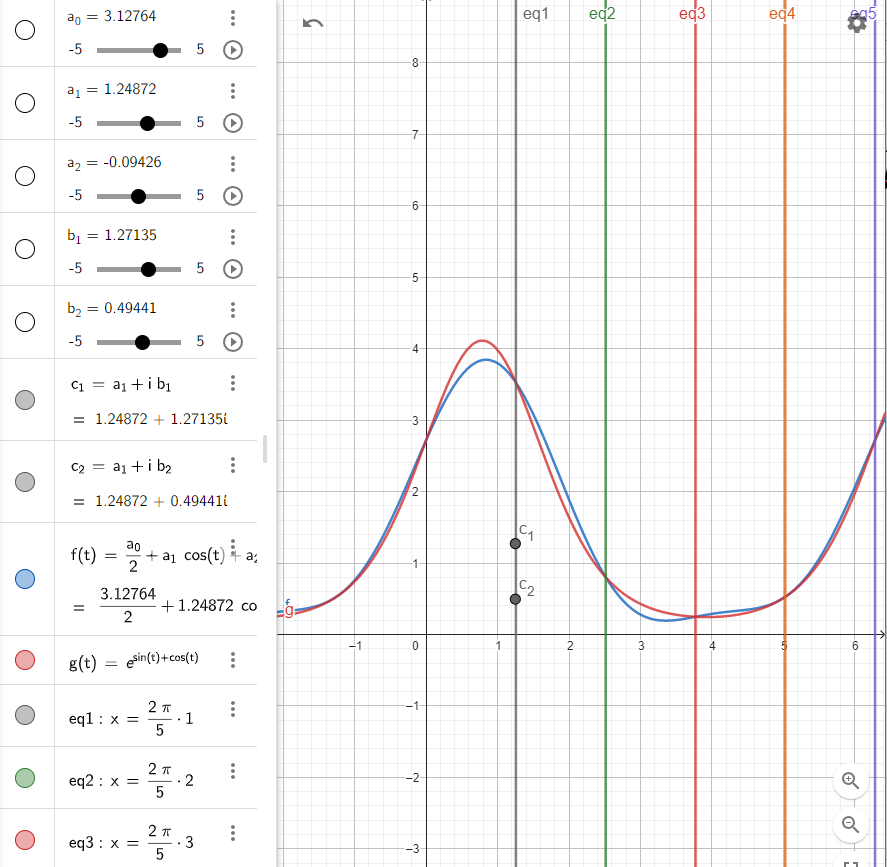 a₀ = 3.12764
-5 5
a₁ = 1.24872
-5 5
a₂ = -0.09426
-5 5
b₁ = 1.27135
-5 5
b₂ = 0.49441
-5 5
c₁ = a₁ + i b₁
= 1.24872 + 1.27135i
c₂ = a₁ + i b₂
= 1.24872 + 0.49441i
f(t) = a₀/2 + a₁ cos(t) + a₂
= 3.12764/2 + 1.24872 co
g(t) = e^(sin(t)+cos(t))
eq1 : x = 2 π/5 · 1
eq2 : x = 2 π/5 · 2
eq3 : x = 2 π/5 · 3
eq1 eq2 eq3 eq4 eq5
8
7
6
5
4
3
2
1
c₁
c₂
f
g
−1 0 1 2 3 4 5 6
−1
−2
−3